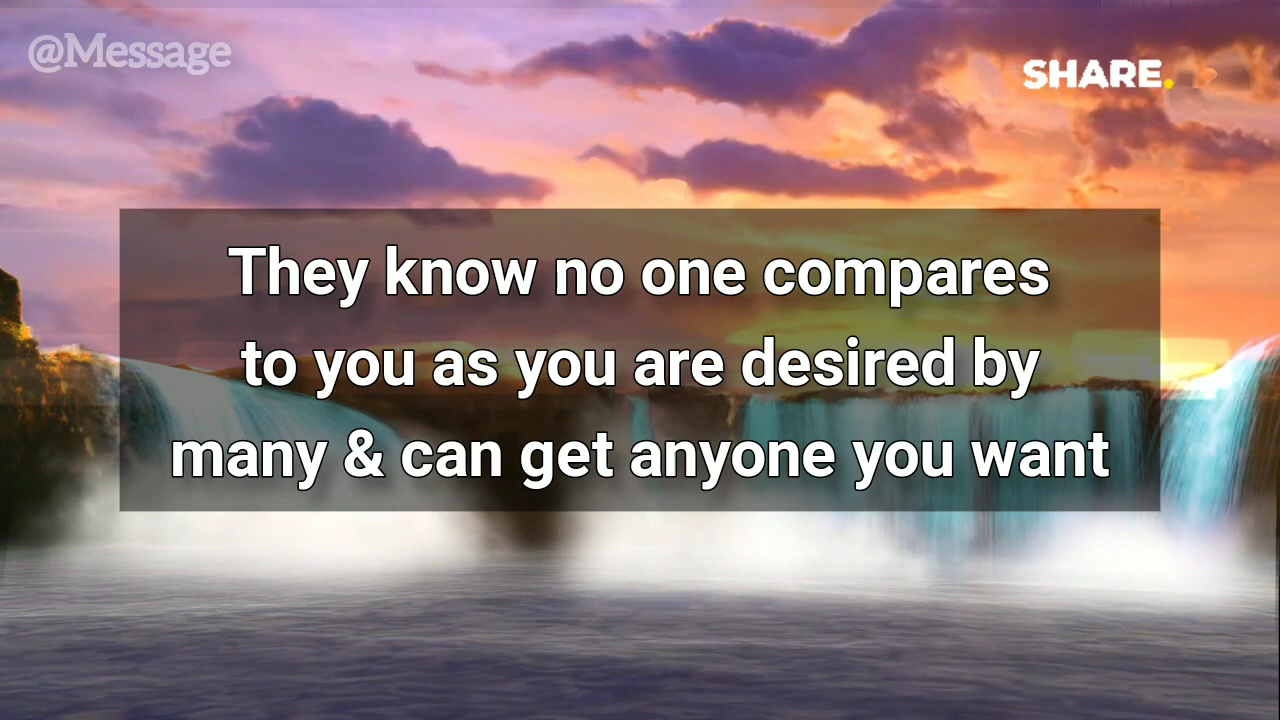 @Message
SHARE.
They know no one compares
to you as you are desired by
many & can get anyone you want